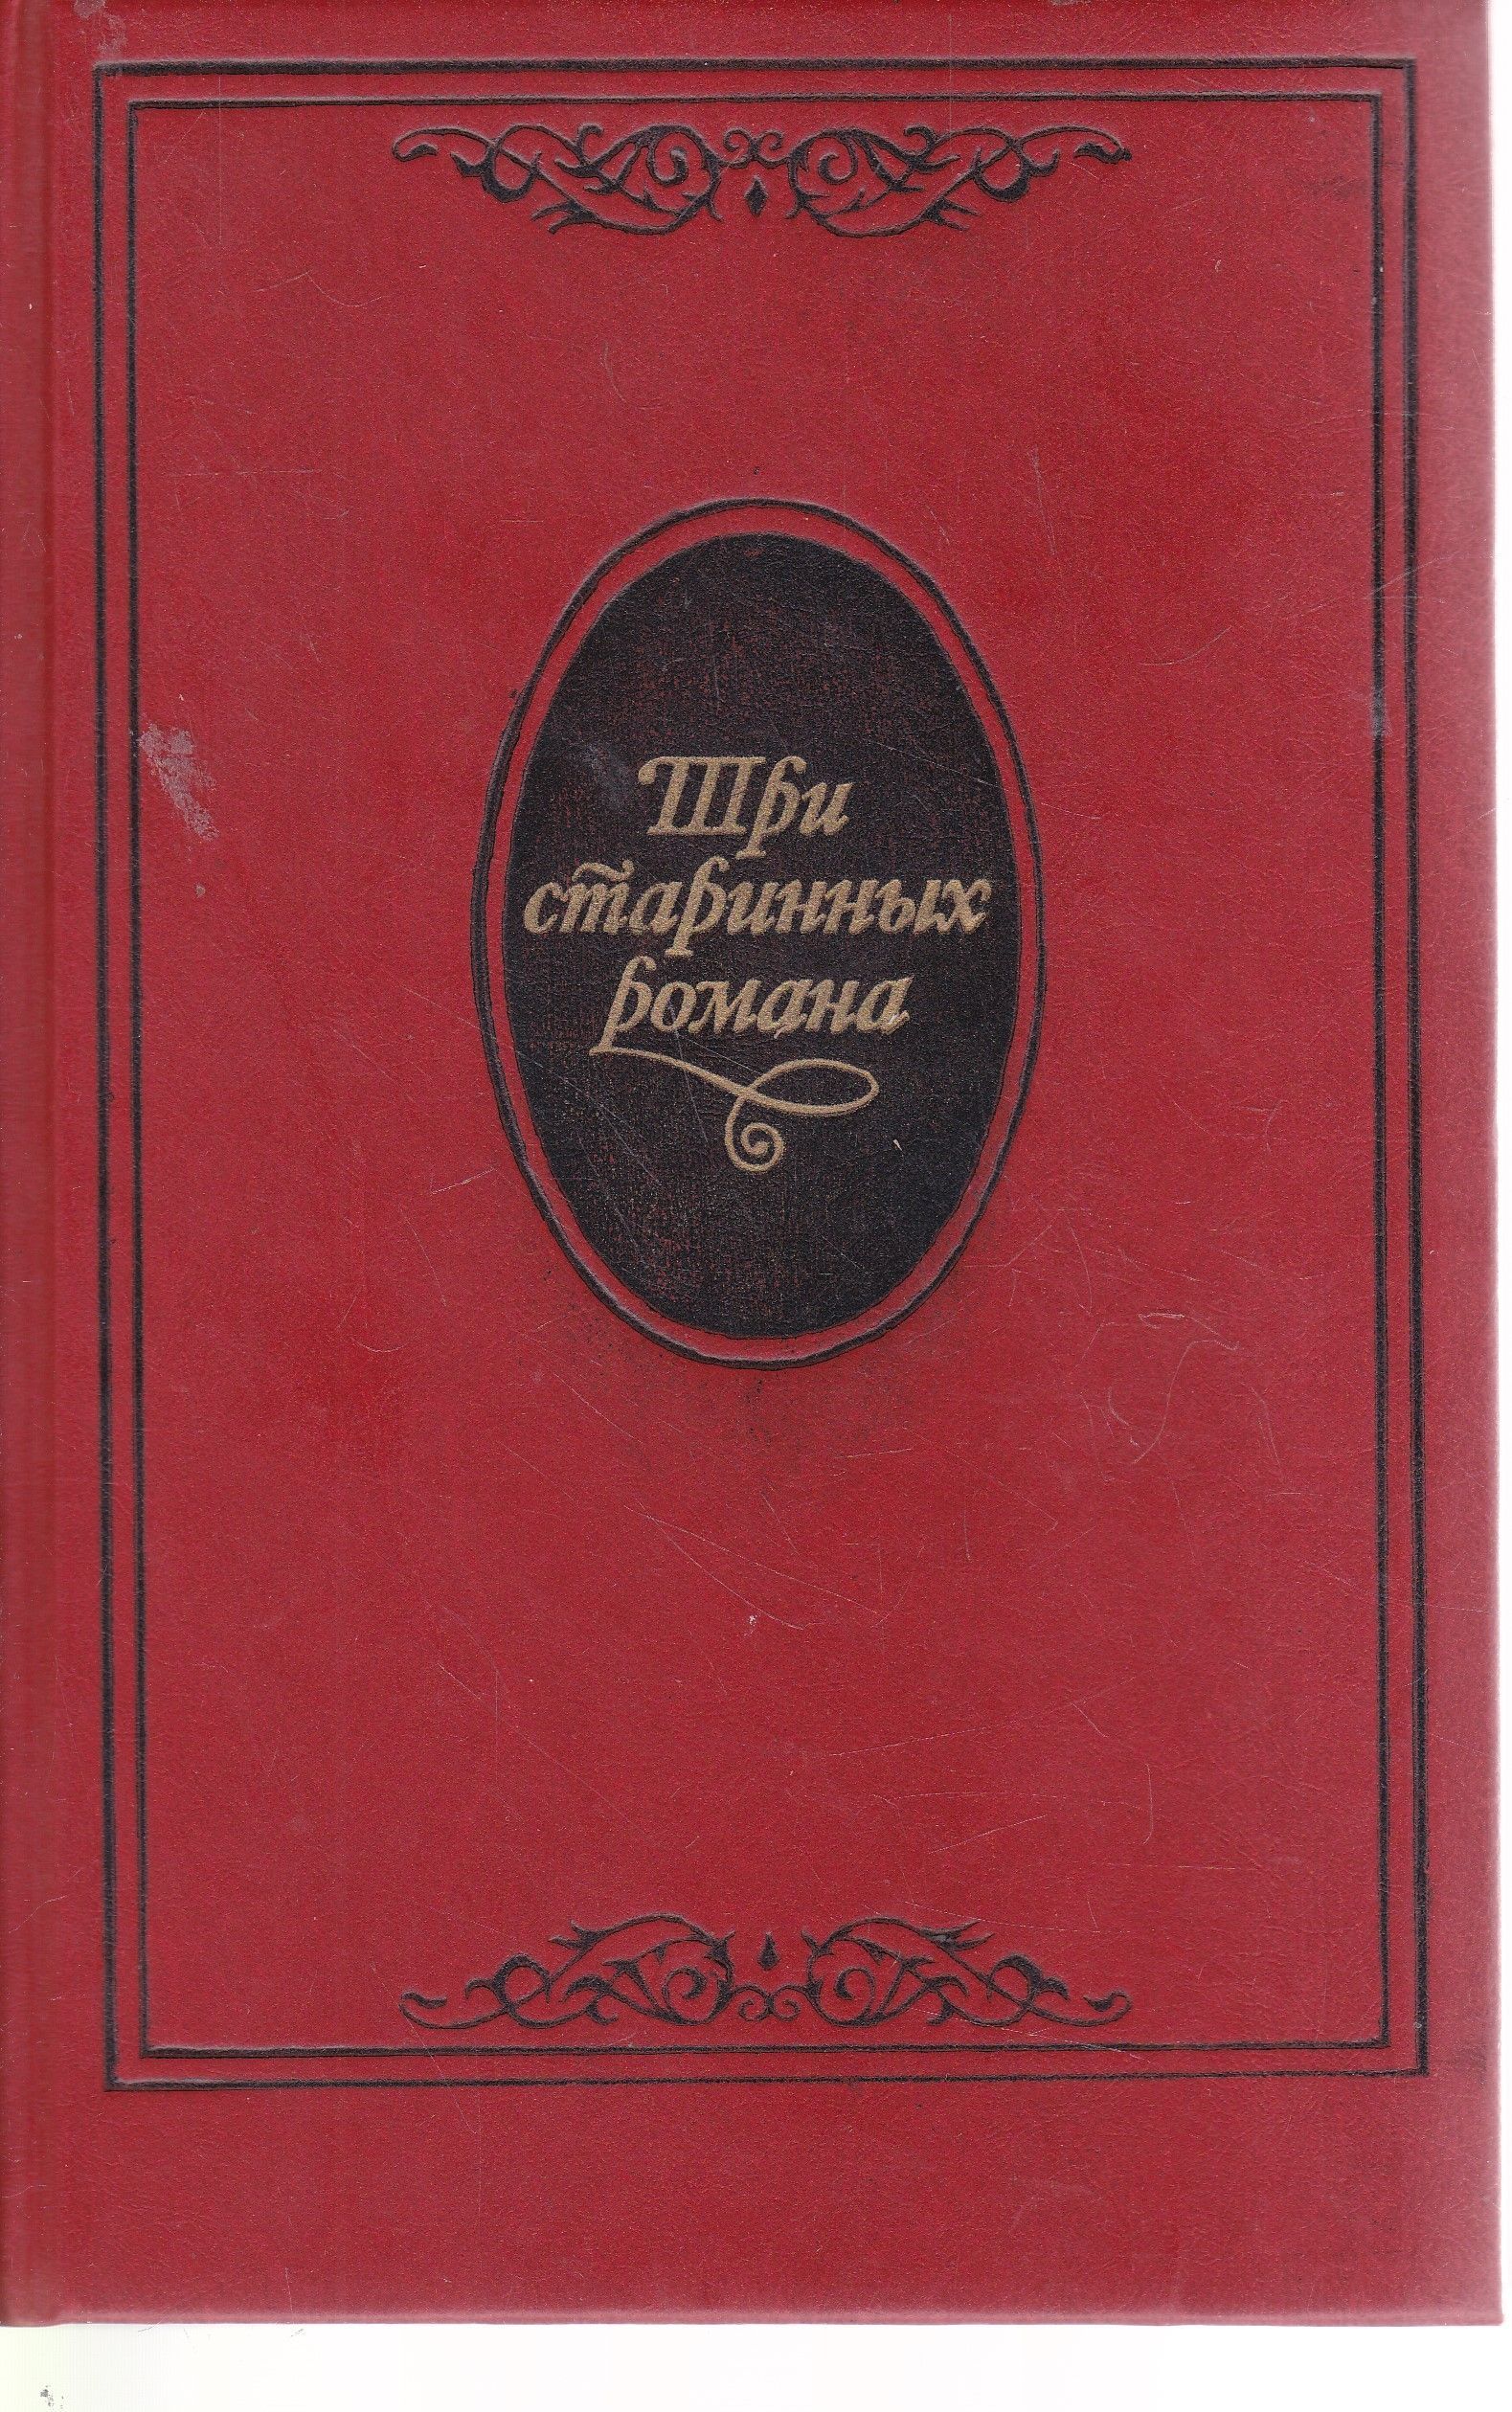 Три
старинных
романа